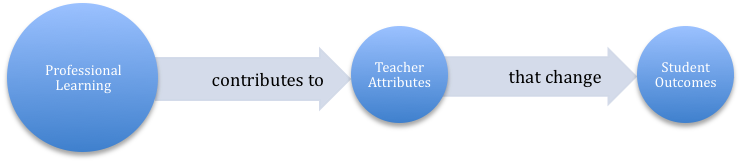 Professional
Learning
contributes to
Teacher
Attributes
that change
Student
Outcomes